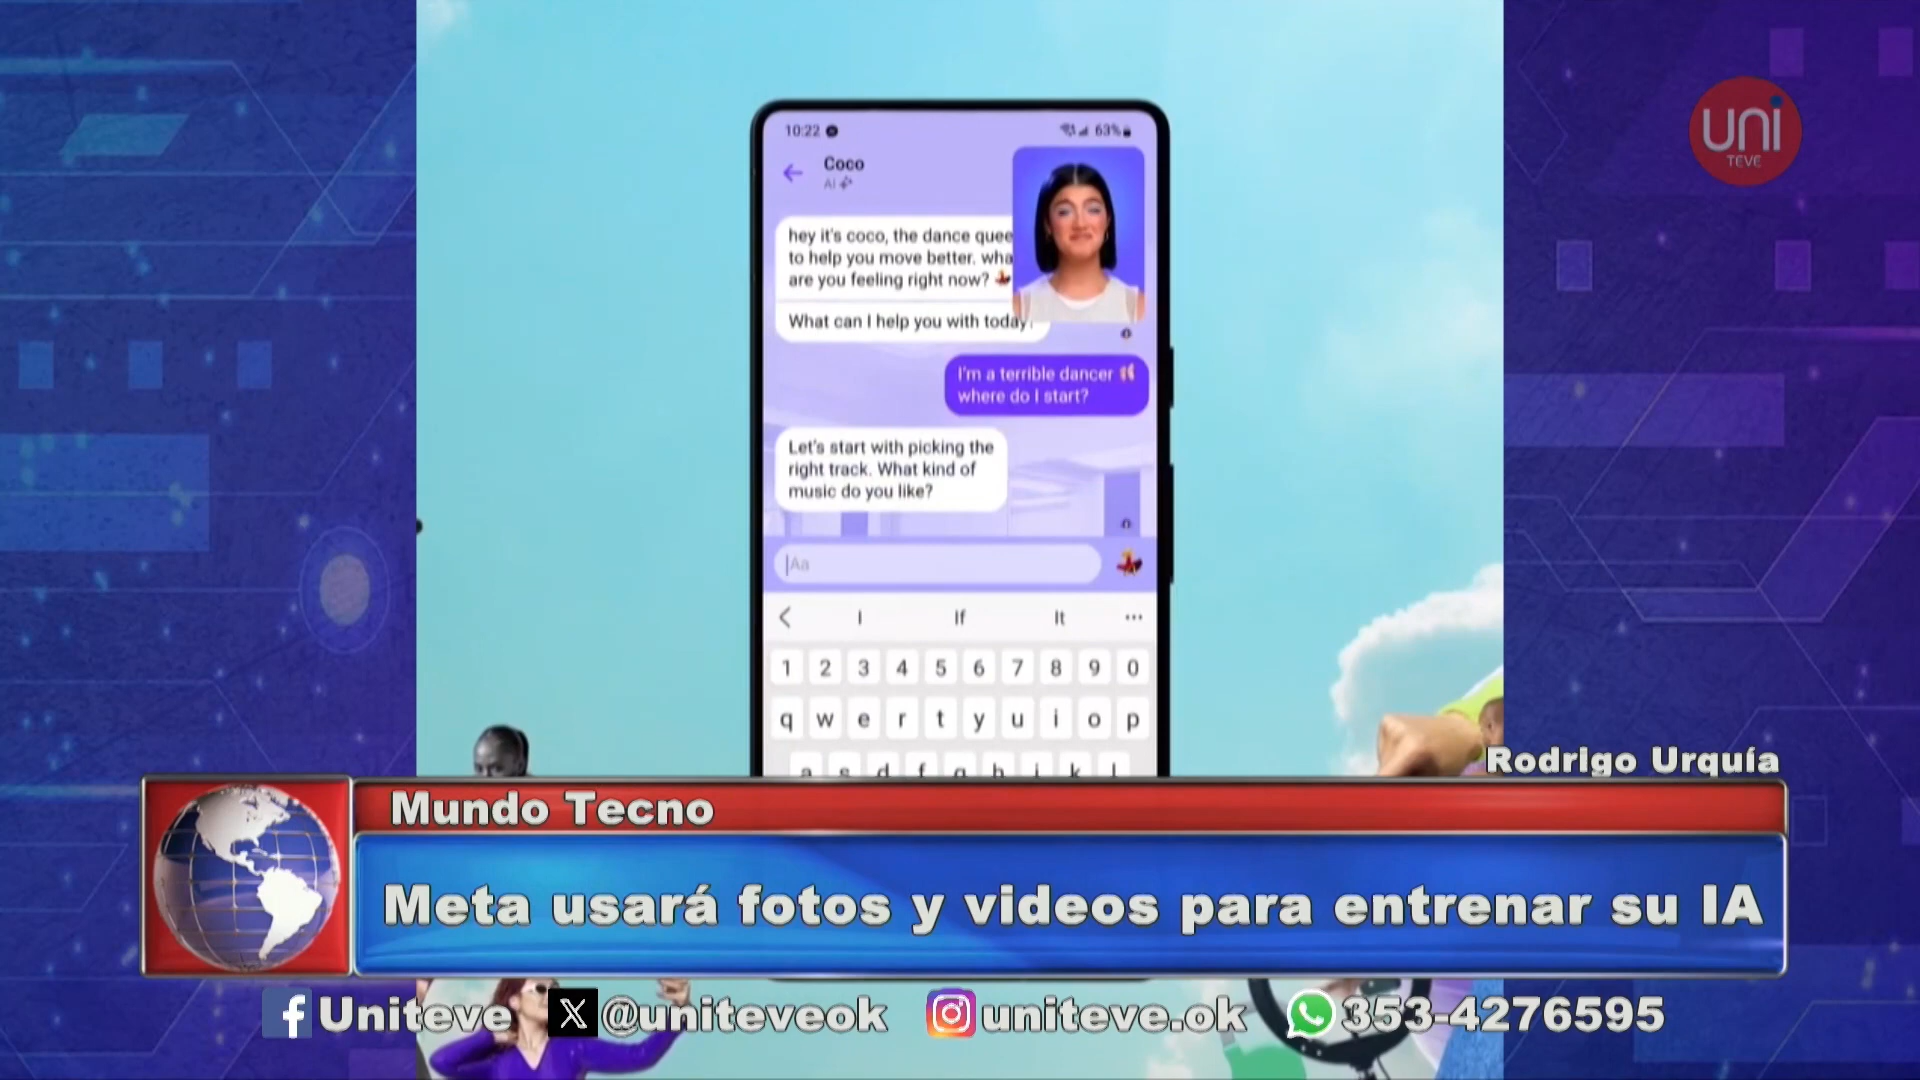 UNI
TEVE
10:22
63%
Coco
AI
hey it's coco, the dance quee
to help you move better. wha
are you feeling right now?
What can I help you with today
I'm a terrible dancer
where do I start?
Let's start with picking the
right track. What kind of
music do you like?
Aa
I If It ...
1 2 3 4 5 6 7 8 9 0
q w e r t y u i o p
a s d f g h j k l
Rodrigo Urquía
Mundo Tecno
Meta usará fotos y videos para entrenar su IA
Uniteve @uniteveok uniteve.ok 353-4276595